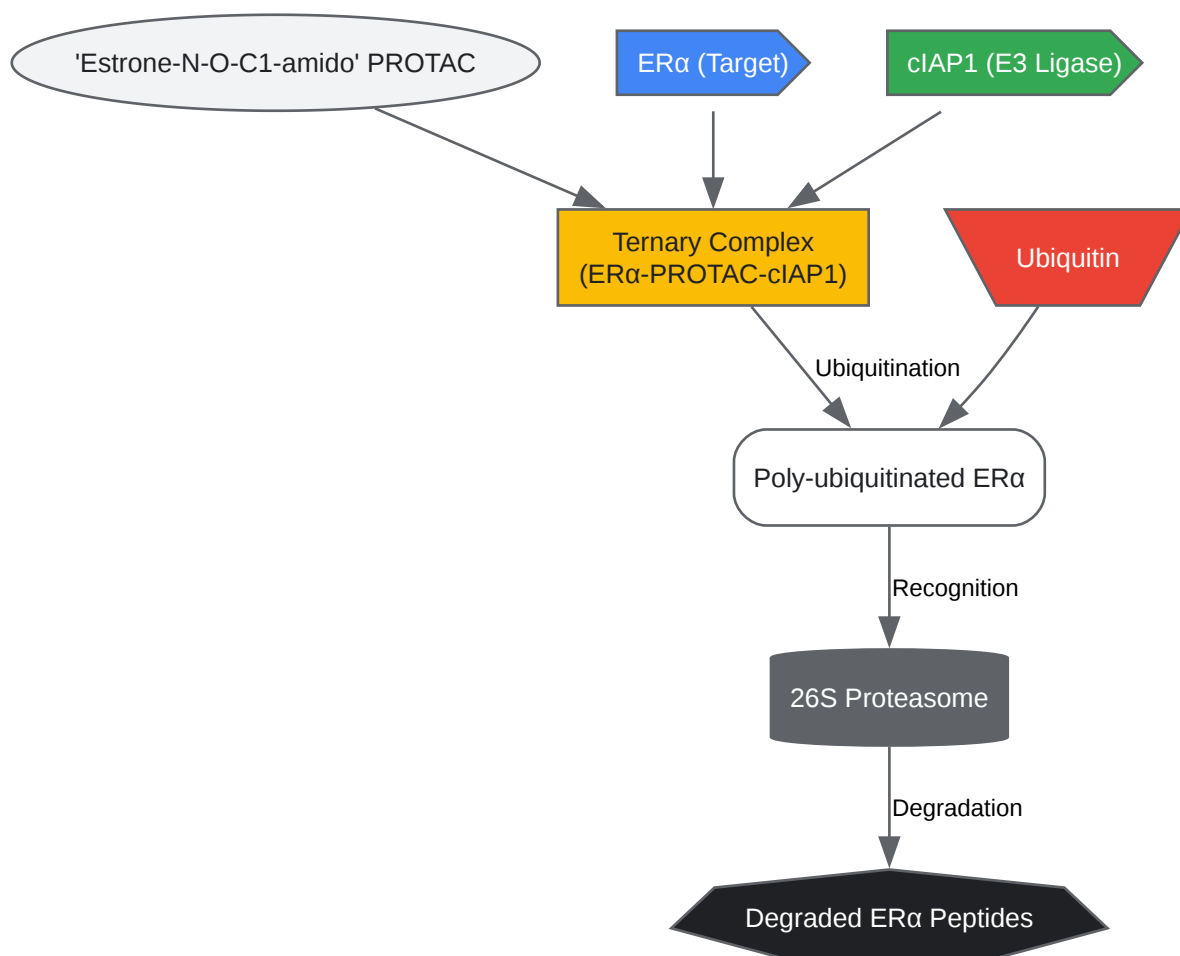 'Estrone-N-O-C1-amido' PROTAC
ERα (Target)
cIAP1 (E3 Ligase)
Ternary Complex
(ERα-PROTAC-cIAP1)
Ubiquitin
Ubiquitination
Poly-ubiquitinated ERα
Recognition
26S Proteasome
Degradation
Degraded ERα Peptides